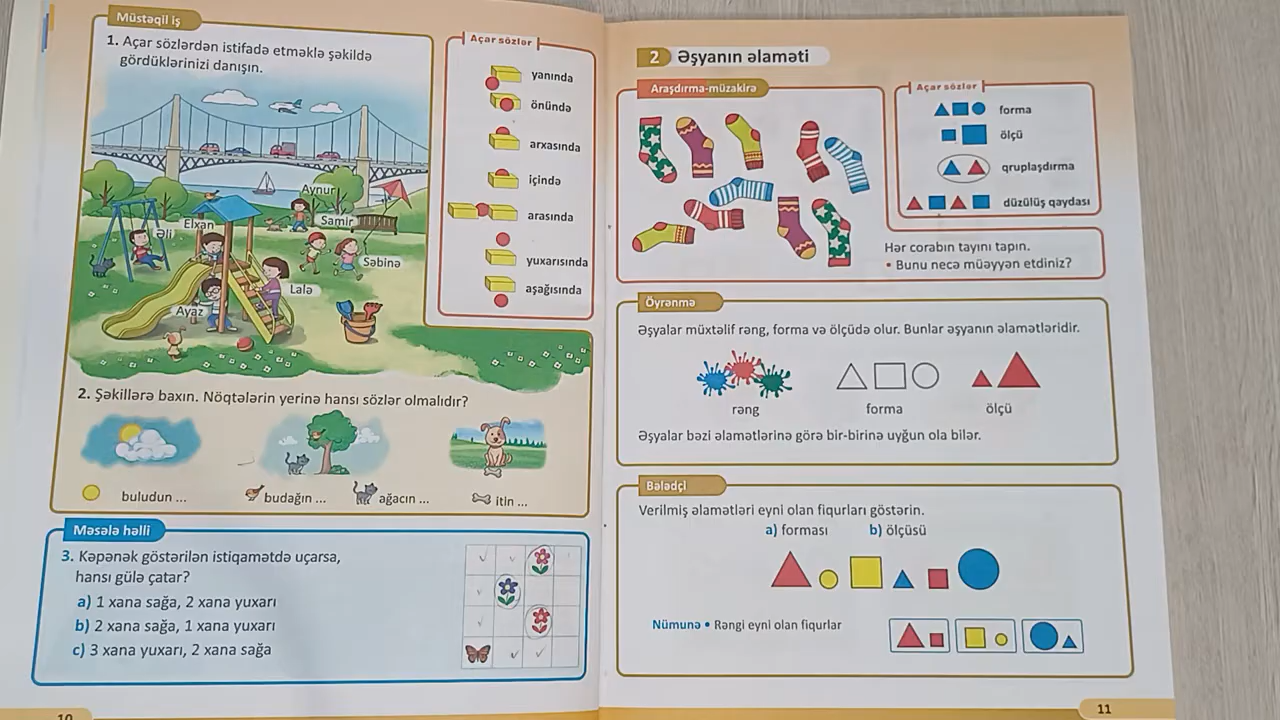 Müstəqil iş
1. Açar sözlərdən istifadə etməklə şəkildə
gördüklərinizi danışın.
Aynur
Samir
Elxan
Əli
Səbinə
Lalə
Ayaz
Açar sözlər
yanında
önündə
arxasında
içində
arasında
yuxarısında
aşağısında
2. Şəkillərə baxın. Nöqtələrin yerinə hansı sözlər olmalıdır?
buludun ...
budağın ...
ağacın ...
itin ...
Məsələ həlli
3. Kəpənək göstərilən istiqamətdə uçarsa,
hansı gülə çatar?
a) 1 xana sağa, 2 xana yuxarı
b) 2 xana sağa, 1 xana yuxarı
c) 3 xana yuxarı, 2 xana sağa
10
2 Əşyanın əlaməti
Araşdırma-müzakirə
Açar sözlər
forma
ölçü
qruplaşdırma
düzülüş qaydası
Hər corabın tayını tapın.
• Bunu necə müəyyən etdiniz?
Öyrənmə
Əşyalar müxtəlif rəng, forma və ölçüdə olur. Bunlar əşyanın əlamətləridir.
rəng
forma
ölçü
Əşyalar bəzi əlamətlərinə görə bir-birinə uyğun ola bilər.
Bələdçi
Verilmiş əlamətləri eyni olan fiqurları göstərin.
a) forması b) ölçüsü
Nümunə • Rəngi eyni olan fiqurlar
11